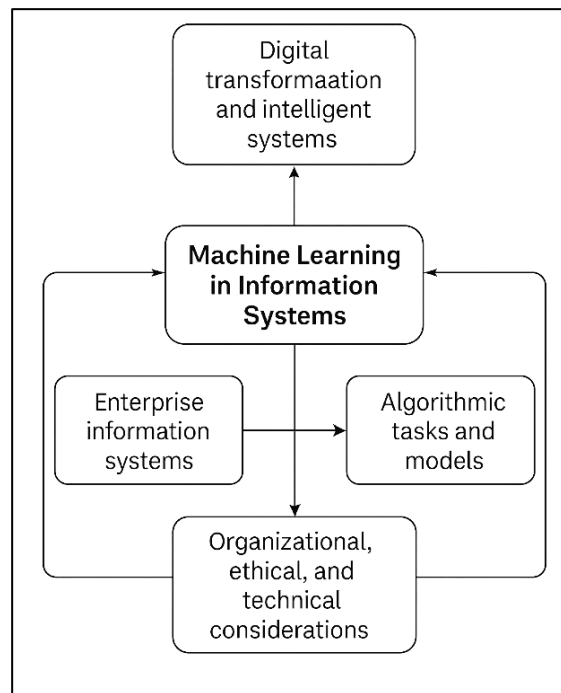 Digital
transformaation
and intelligent
systems
Machine Learning
in Information
Systems
Enterprise
information
systems
Algorithmic
tasks and
models
Organizational,
ethical, and
technical
considerations